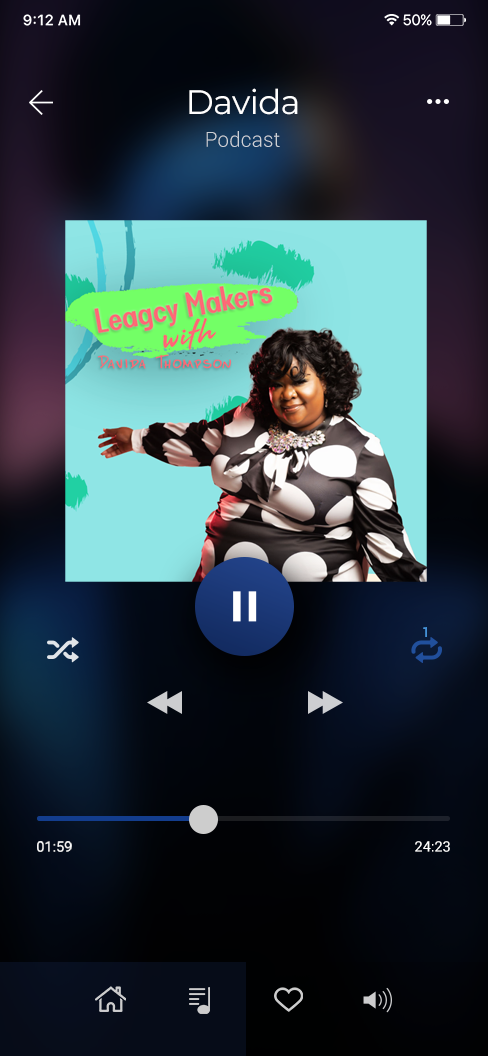 9:12 AM
50%
Davida
Podcast
Leagcy Makers
with
DAVIDA THOMPSON
1
01:59
24:23